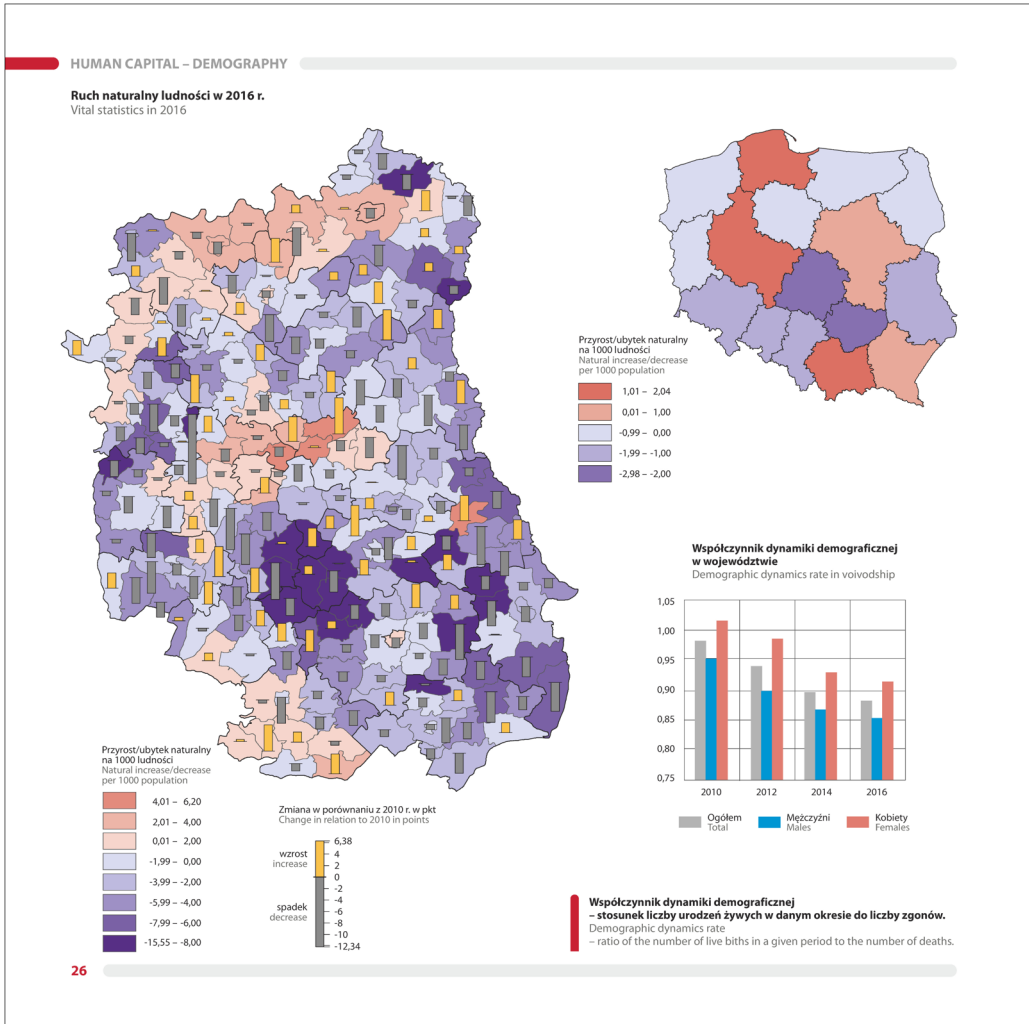 HUMAN CAPITAL – DEMOGRAPHY
Ruch naturalny ludności w 2016 r.
Vital statistics in 2016
Przyrost/ubytek naturalny
na 1000 ludności
Natural increase/decrease
per 1000 population
1,01 – 2,04
0,01 – 1,00
-0,99 – 0,00
-1,99 – -1,00
-2,98 – -2,00
Współczynnik dynamiki demograficznej
w województwie
Demographic dynamics rate in voivodship
1,05
1,00
0,95
0,90
0,85
0,80
0,75
2010
2012
2014
2016
Ogółem
Total
Mężczyźni
Males
Kobiety
Females
Przyrost/ubytek naturalny
na 1000 ludności
Natural increase/decrease
per 1000 population
4,01 – 6,20
2,01 – 4,00
0,01 – 2,00
-1,99 – 0,00
-3,99 – -2,00
-5,99 – -4,00
-7,99 – -6,00
-15,55 – -8,00
Zmiana w porównaniu z 2010 r. w pkt
Change in relation to 2010 in points
wzrost
increase
spadek
decrease
6,38
4
2
0
-2
-4
-6
-8
-10
-12,34
Współczynnik dynamiki demograficznej
– stosunek liczby urodzeń żywych w danym okresie do liczby zgonów.
Demographic dynamics rate
– ratio of the number of live biths in a given period to the number of deaths.
26